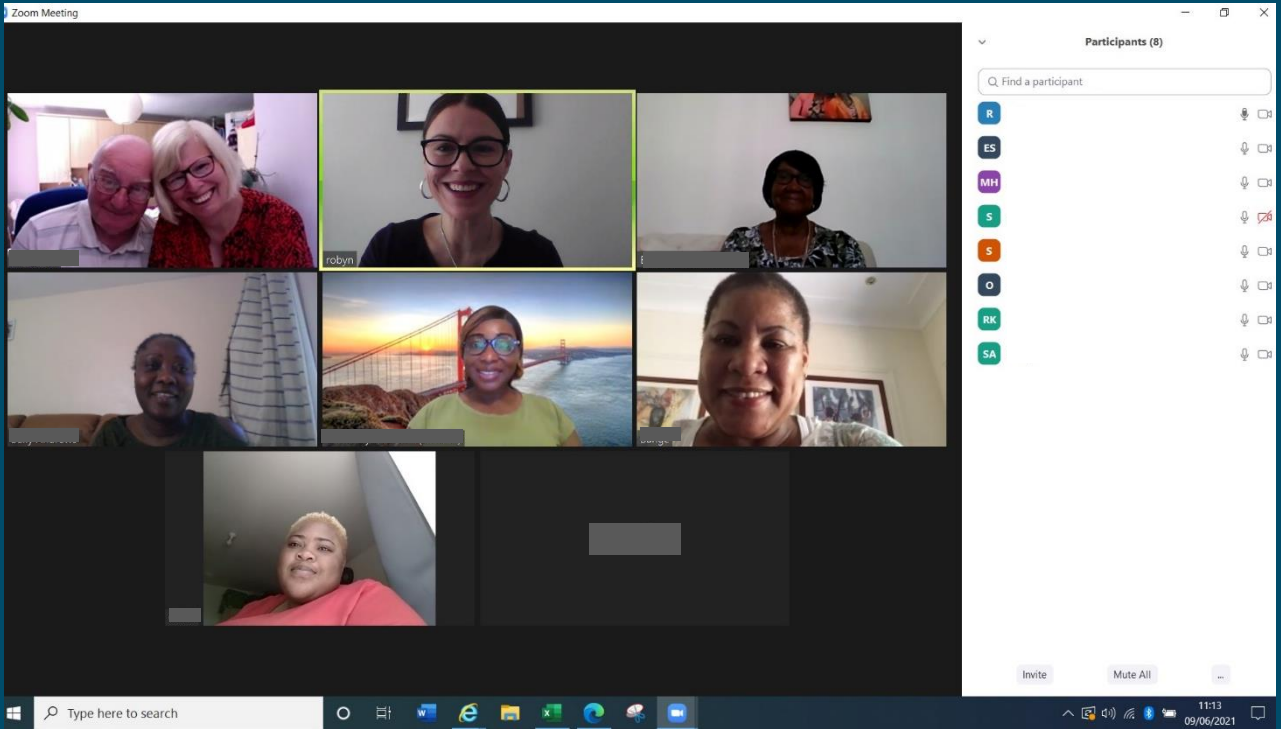 Zoom Meeting
Participants (8)
Find a participant
R
ES
MH
S
S
O
RK
SA
robyn
Invite
Mute All
...
Type here to search
11:13
09/06/2021